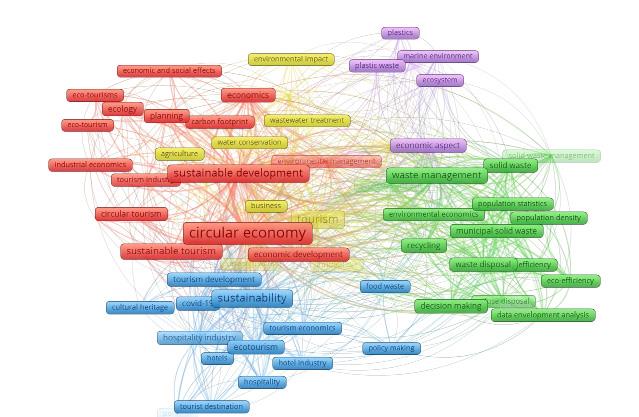 plastics
marine environment
environmental impact
plastic waste
economic and social effects
ecosystem
eco-tourisms
economics
ecology
planning
carbon footprint
wastewater treatment
eco-tourism
water conservation
economic aspect
agriculture
solid waste management
environmental management
industrial economics
solid waste
sustainable development
waste management
tourism industry
population statistics
business
circular tourism
environmental economics
population density
tourism
circular economy
municipal solid waste
recycling
sustainable tourism
economic development
waste disposal
efficiency
tourism development
eco-efficiency
food waste
sustainability
covid-19
cultural heritage
decision making
data envelopment analysis
tourism economics
hospitality industry
ecotourism
policy making
hotels
hotel industry
hospitality
tourist destination